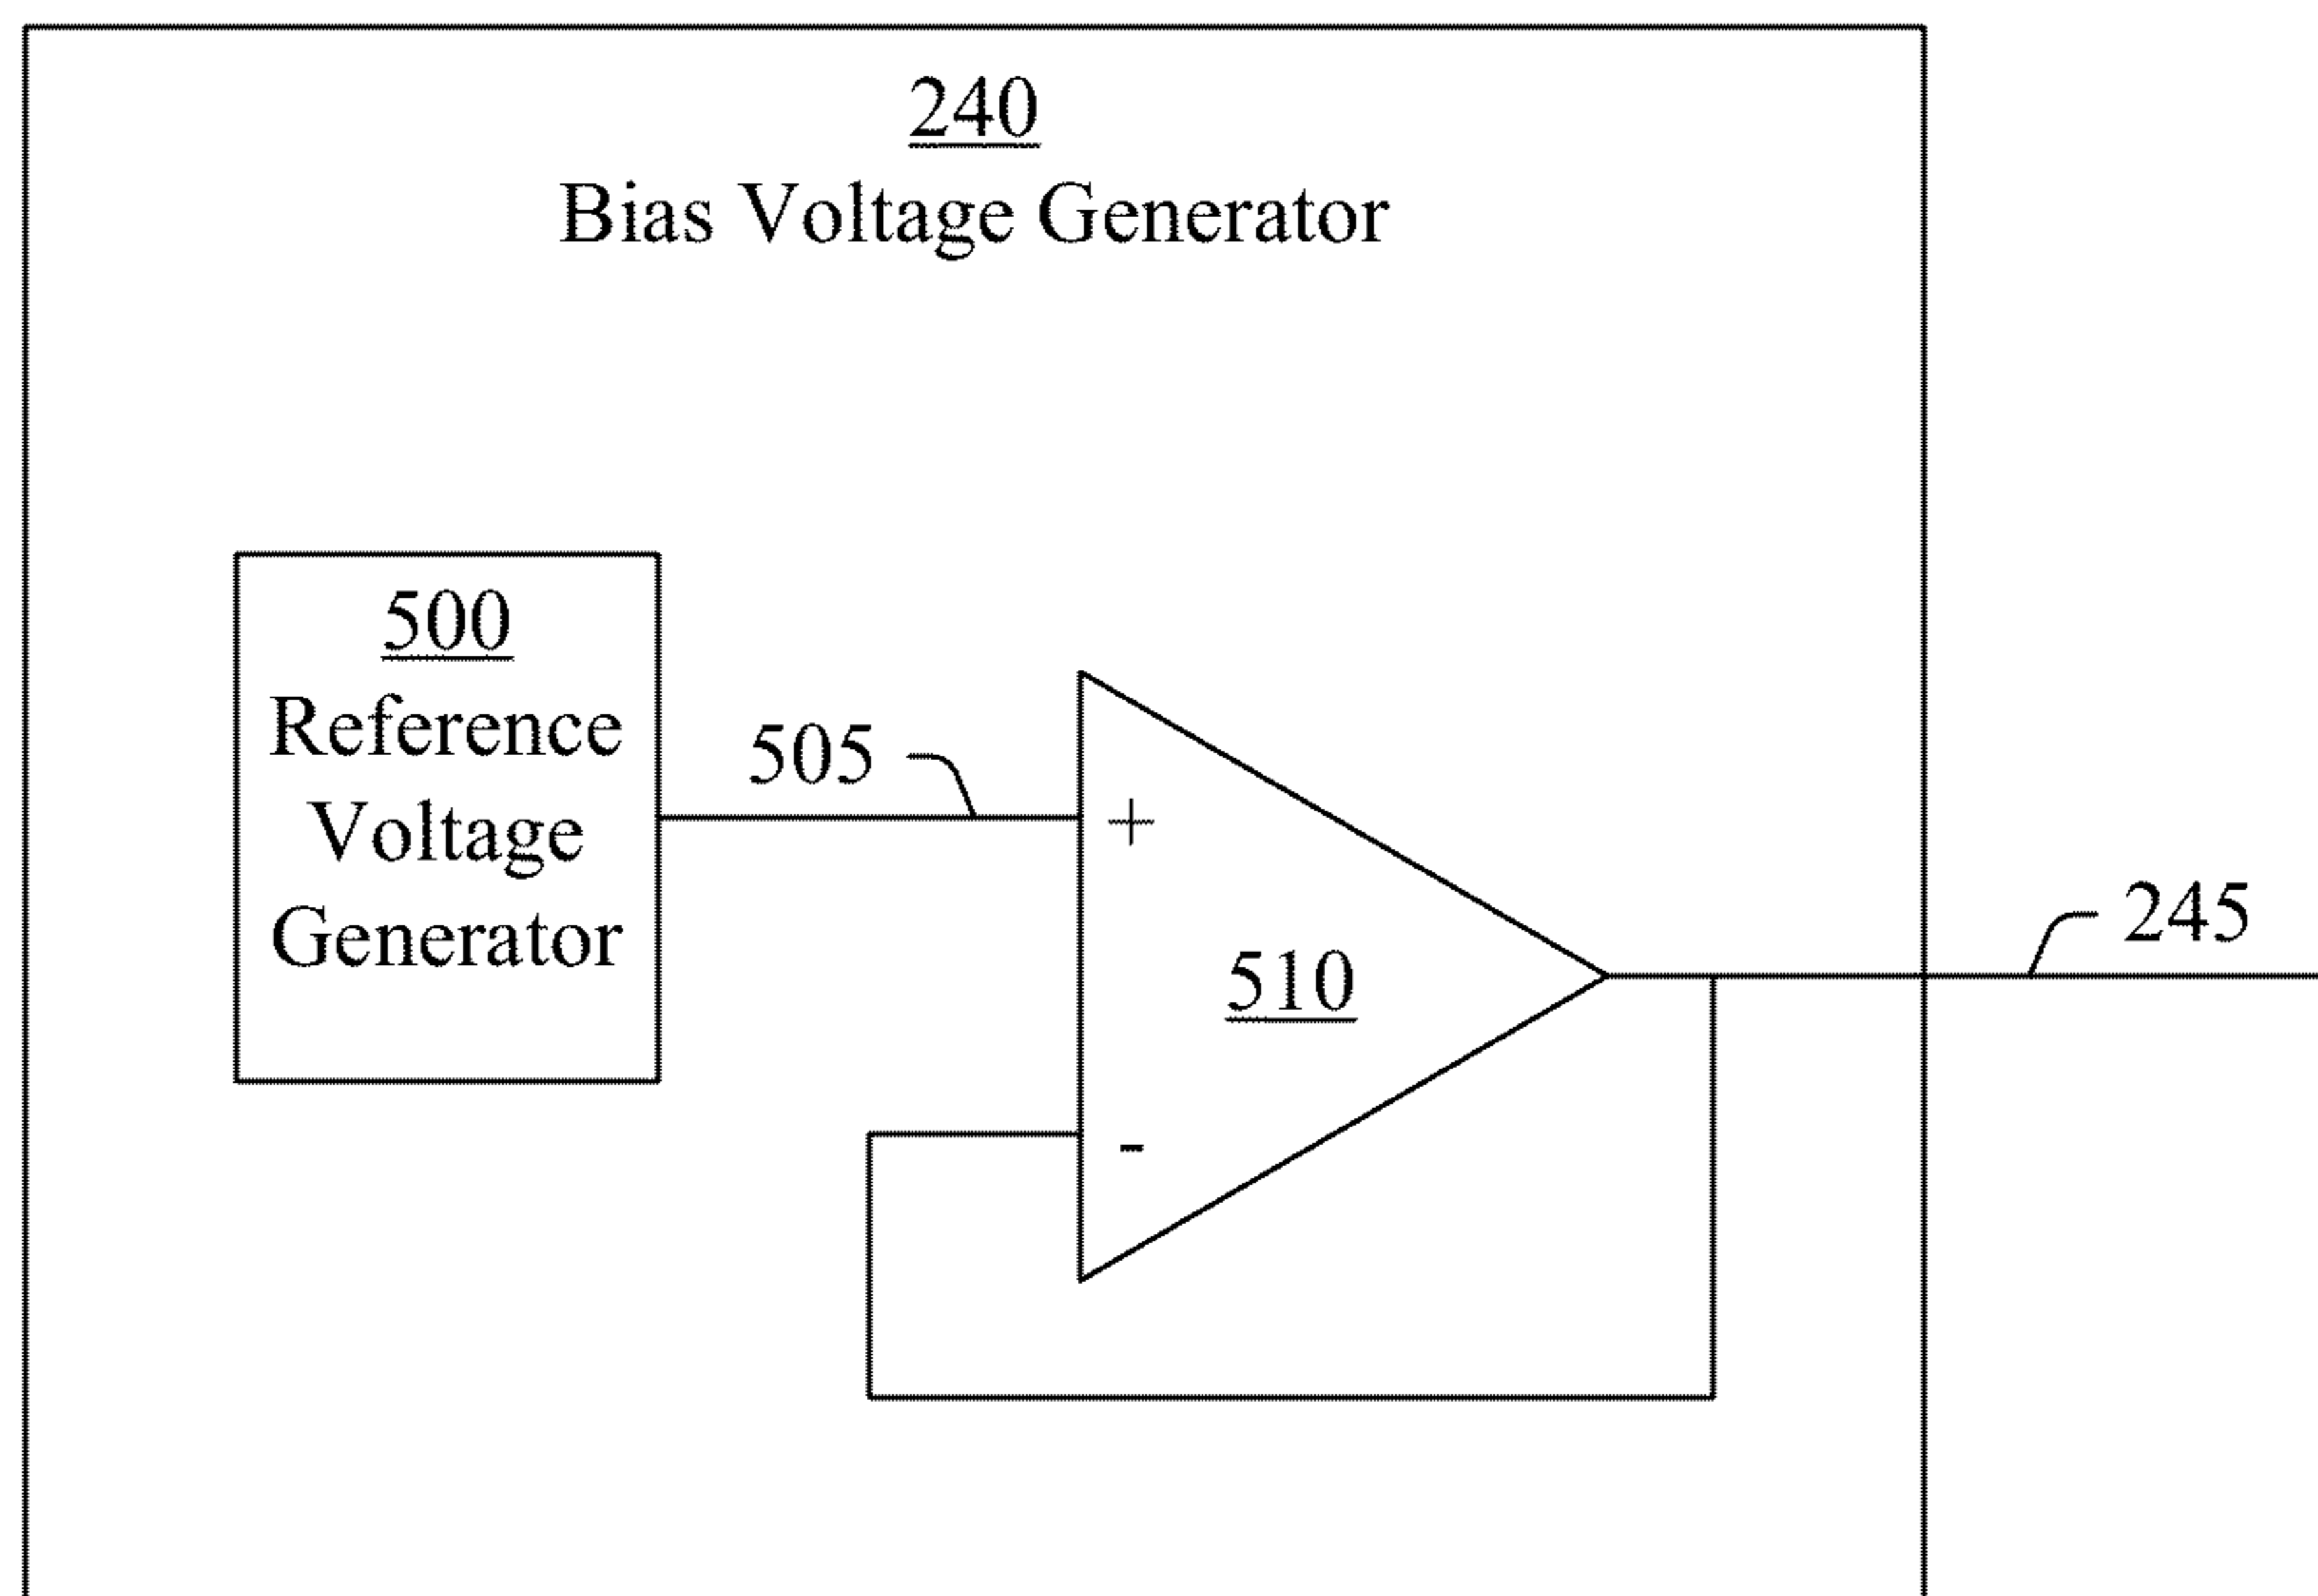 240
Bias Voltage Generator
500
Reference
Voltage
Generator
505
+
510
-
245